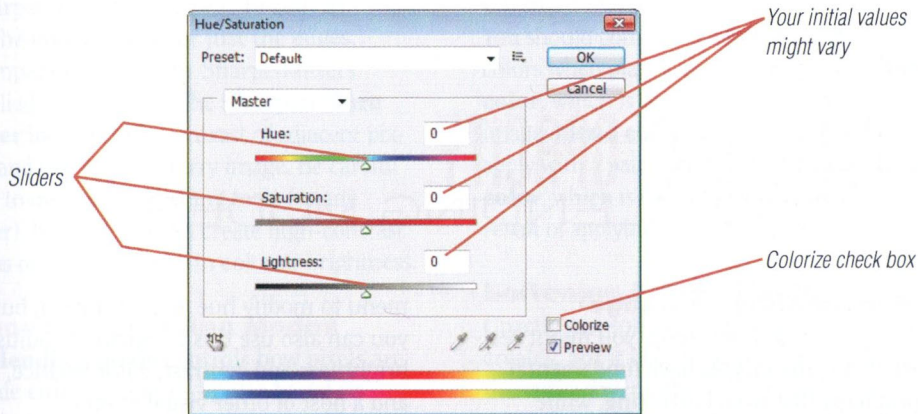 Hue/Saturation
Your initial values
might vary
Preset: Default
OK
Cancel
Master
Hue: 0
Sliders
Saturation: 0
Lightness: 0
Colorize check box
Colorize
Preview